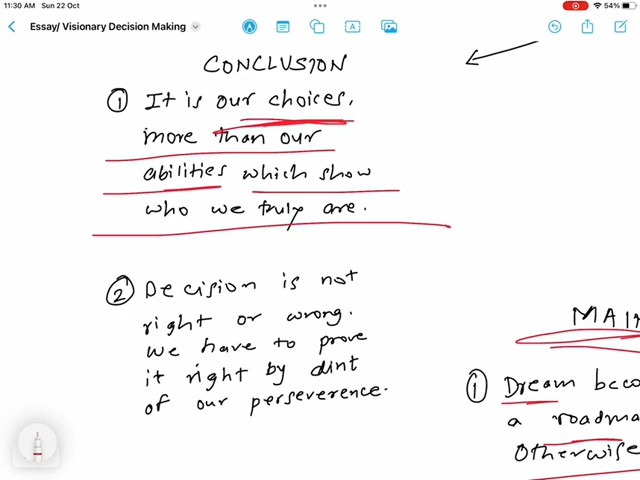 11:30 AM Sun 22 Oct
54%
Essay/ Visionary Decision Making
CONCLUSION
① It is our choices,
more than our
abilities which show
who we truly are.
② Decision is not
right or wrong.
We have to prove
it right by dint
of our perseverence.
MAIN
① Dream beco
a roadma
Otherwise